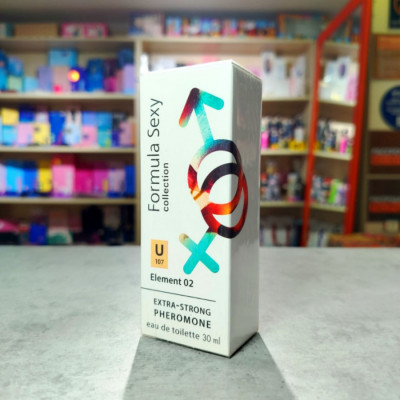 Formula Sexy
collection
U
107
Element 02
EXTRA-STRONG
PHEROMONE
eau de toilette 30 ml